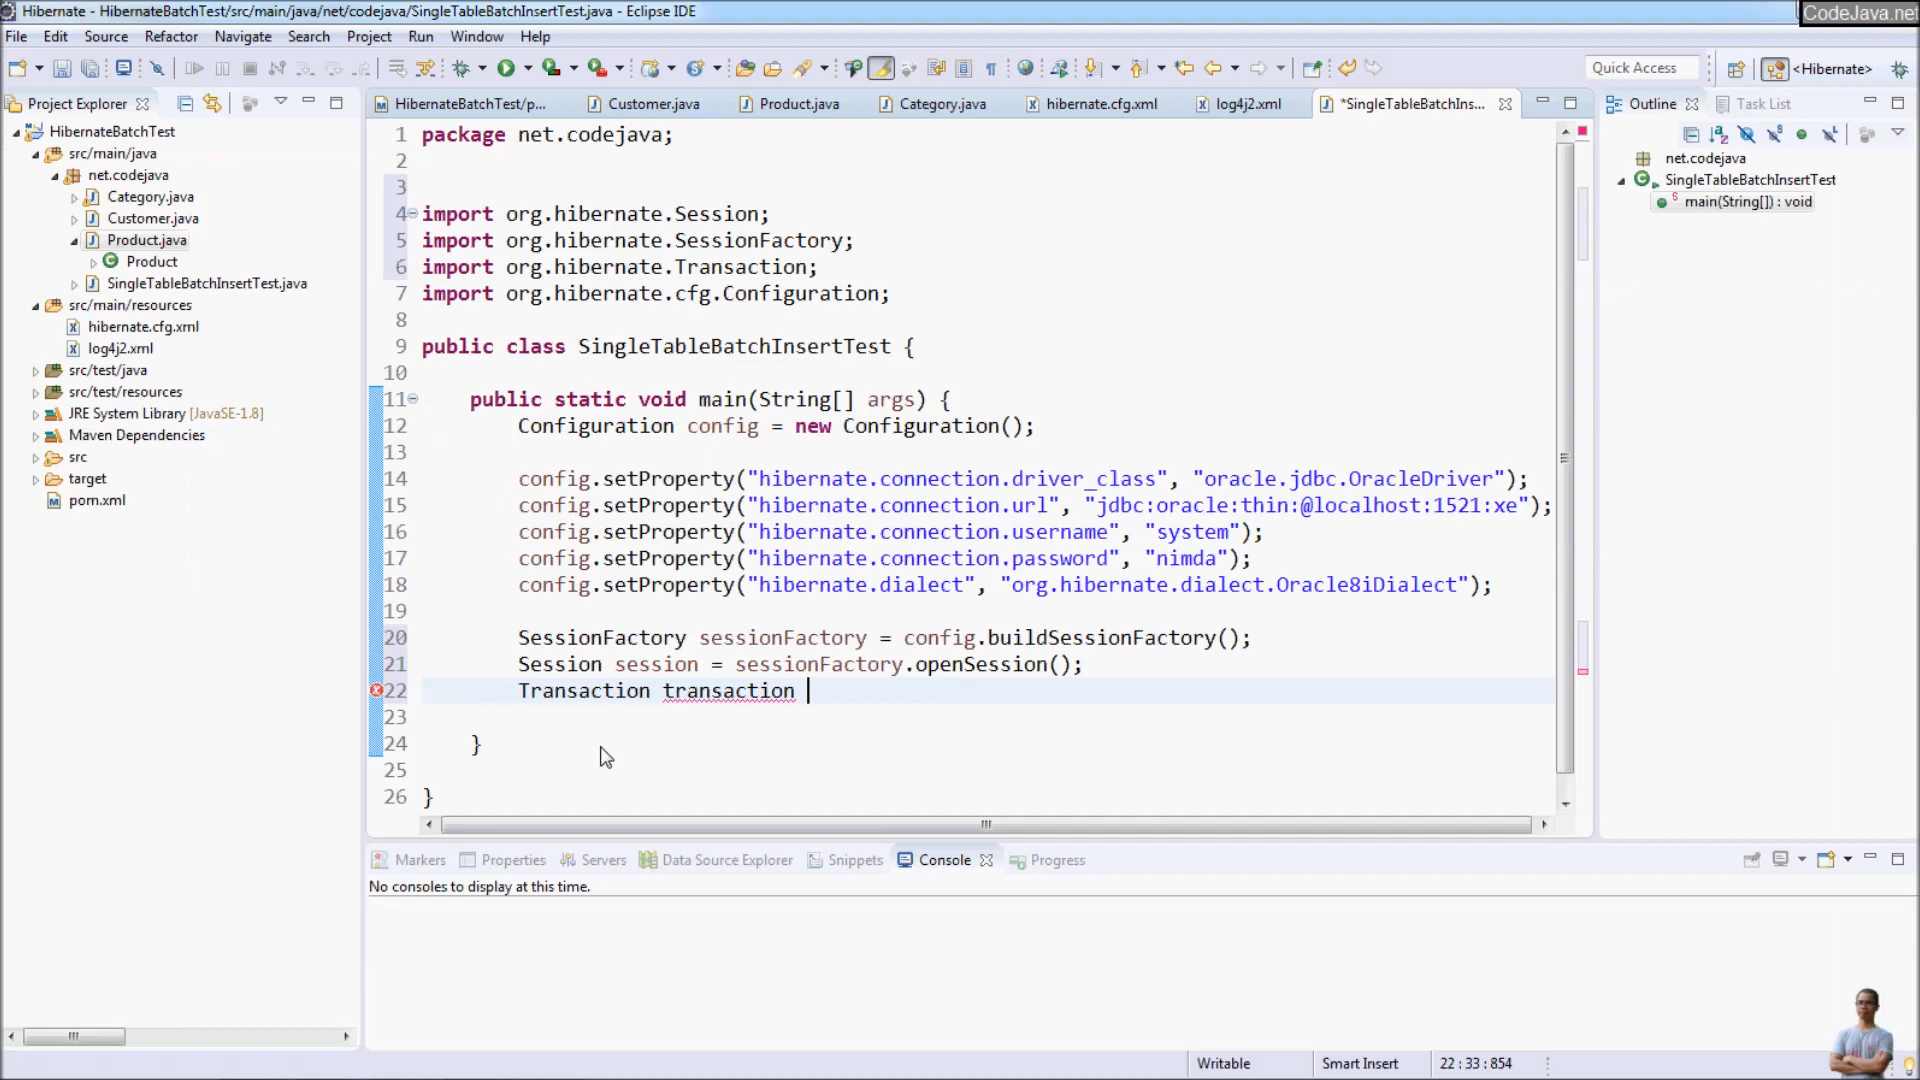 Hibernate - HibernateBatchTest/src/main/java/net/codejava/SingleTableBatchInsertTest.java - Eclipse IDE
CodeJava.net
File Edit Source Refactor Navigate Search Project Run Window Help
Quick Access
<Hibernate>
Project Explorer
HibernateBatchTest/p... Customer.java Product.java Category.java hibernate.cfg.xml log4j2.xml *SingleTableBatchIns...
Outline Task List
HibernateBatchTest
src/main/java
net.codejava
Category.java
Customer.java
Product.java
Product
SingleTableBatchInsertTest.java
src/main/resources
hibernate.cfg.xml
log4j2.xml
src/test/java
src/test/resources
JRE System Library [JavaSE-1.8]
Maven Dependencies
src
target
pom.xml
1 package net.codejava;
2
3
4 import org.hibernate.Session;
5 import org.hibernate.SessionFactory;
6 import org.hibernate.Transaction;
7 import org.hibernate.cfg.Configuration;
8
9 public class SingleTableBatchInsertTest {
10
11 public static void main(String[] args) {
12 Configuration config = new Configuration();
13
14 config.setProperty("hibernate.connection.driver_class", "oracle.jdbc.OracleDriver");
15 config.setProperty("hibernate.connection.url", "jdbc:oracle:thin:@localhost:1521:xe");
16 config.setProperty("hibernate.connection.username", "system");
17 config.setProperty("hibernate.connection.password", "nimda");
18 config.setProperty("hibernate.dialect", "org.hibernate.dialect.Oracle8iDialect");
19
20 SessionFactory sessionFactory = config.buildSessionFactory();
21 Session session = sessionFactory.openSession();
22 Transaction transaction
23
24 }
25
26 }
net.codejava
SingleTableBatchInsertTest
main(String[]) : void
Markers Properties Servers Data Source Explorer Snippets Console Progress
No consoles to display at this time.
Writable Smart Insert 22 : 33 : 854